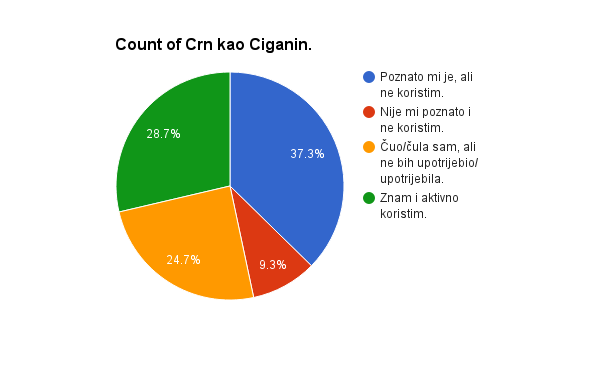 Count of Crn kao Ciganin.
Poznato mi je, ali
ne koristim.
Nije mi poznato i
ne koristim.
Čuo/čula sam, ali
ne bih upotrijebio/
upotrijebila.
Znam i aktivno
koristim.
28.7%
37.3%
24.7%
9.3%